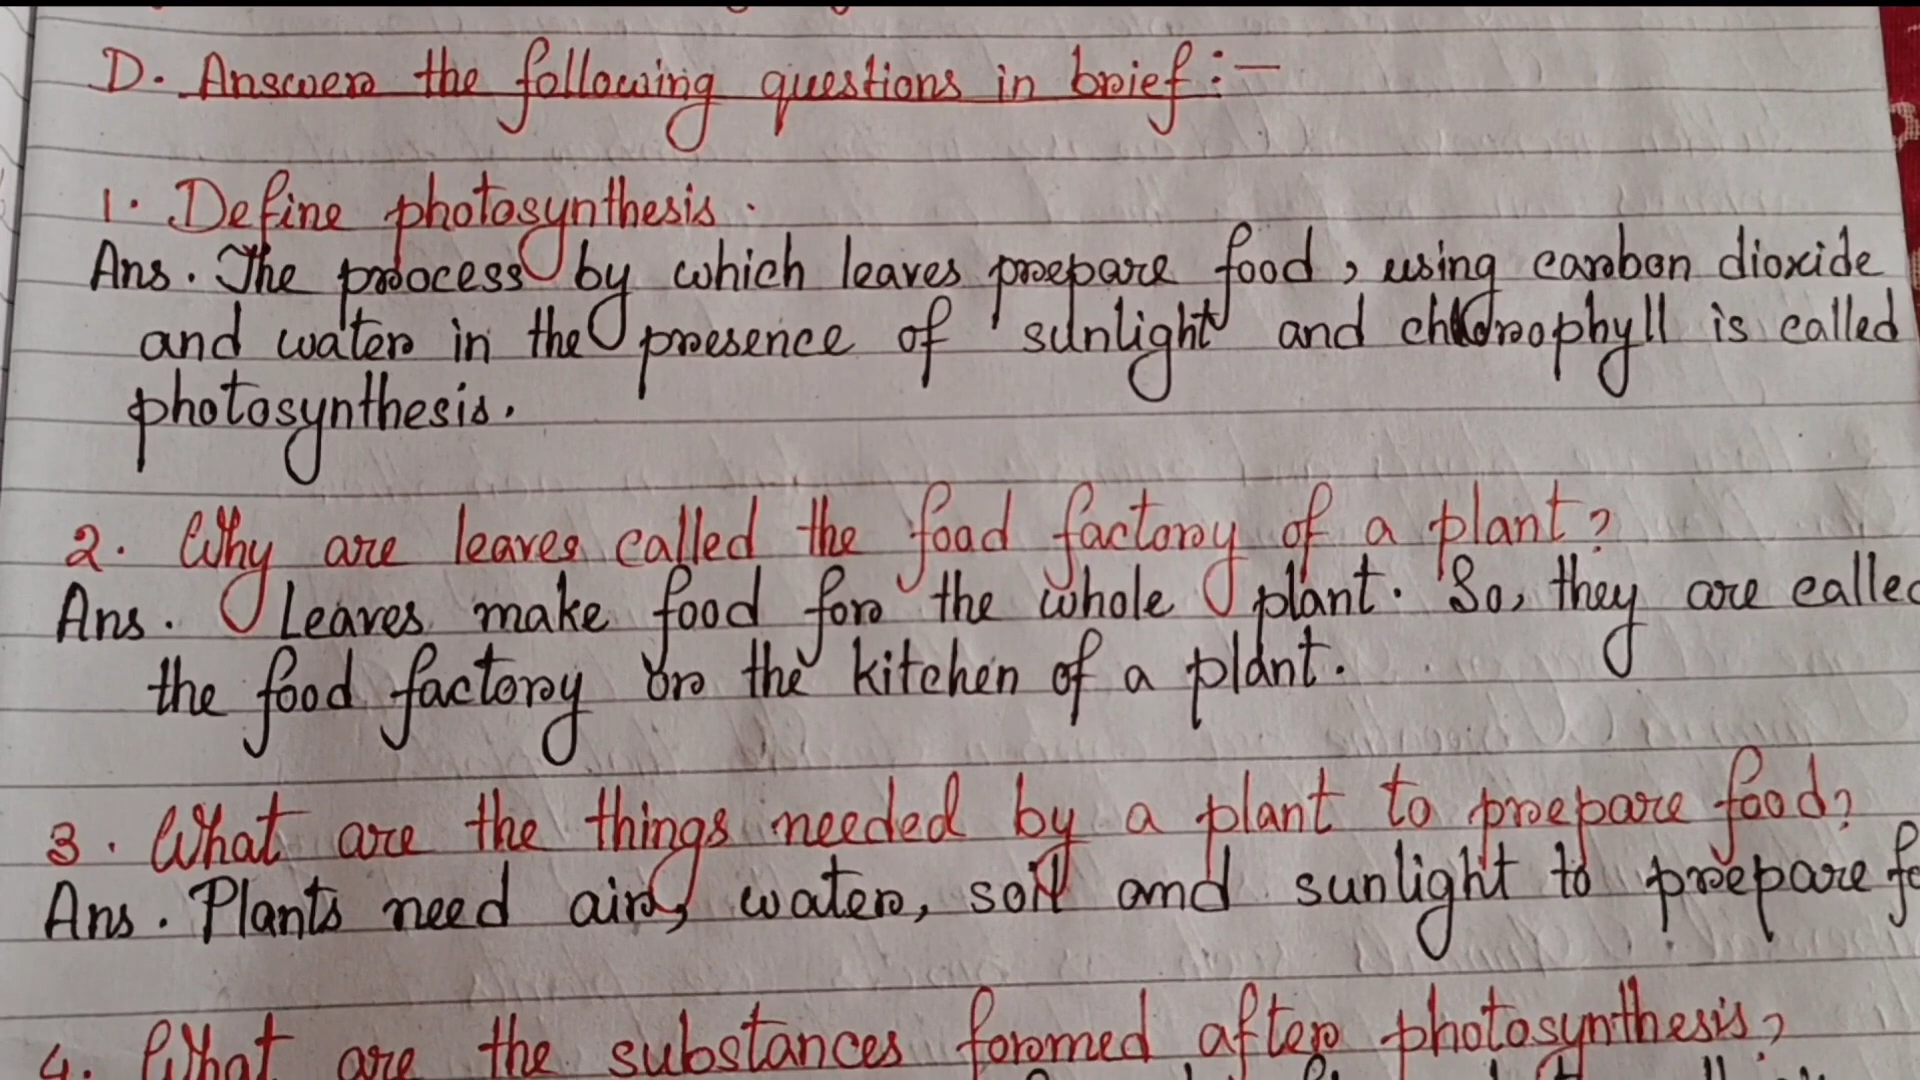 D. Answer the following questions in brief :-
1. Define photosynthesis.
Ans. The process by which leaves prepare food, using carbon dioxide
and water in the presence of sunlight and chlorophyll is called
photosynthesis.
2. Why are leaves called the food factory of a plant?
Ans. Leaves make food for the whole plant. So, they are called
the food factory or the kitchen of a plant.
3. What are the things needed by a plant to prepare food?
Ans. Plants need air, water, soil and sunlight to prepare
4. What are the substances formed after photosynthesis?